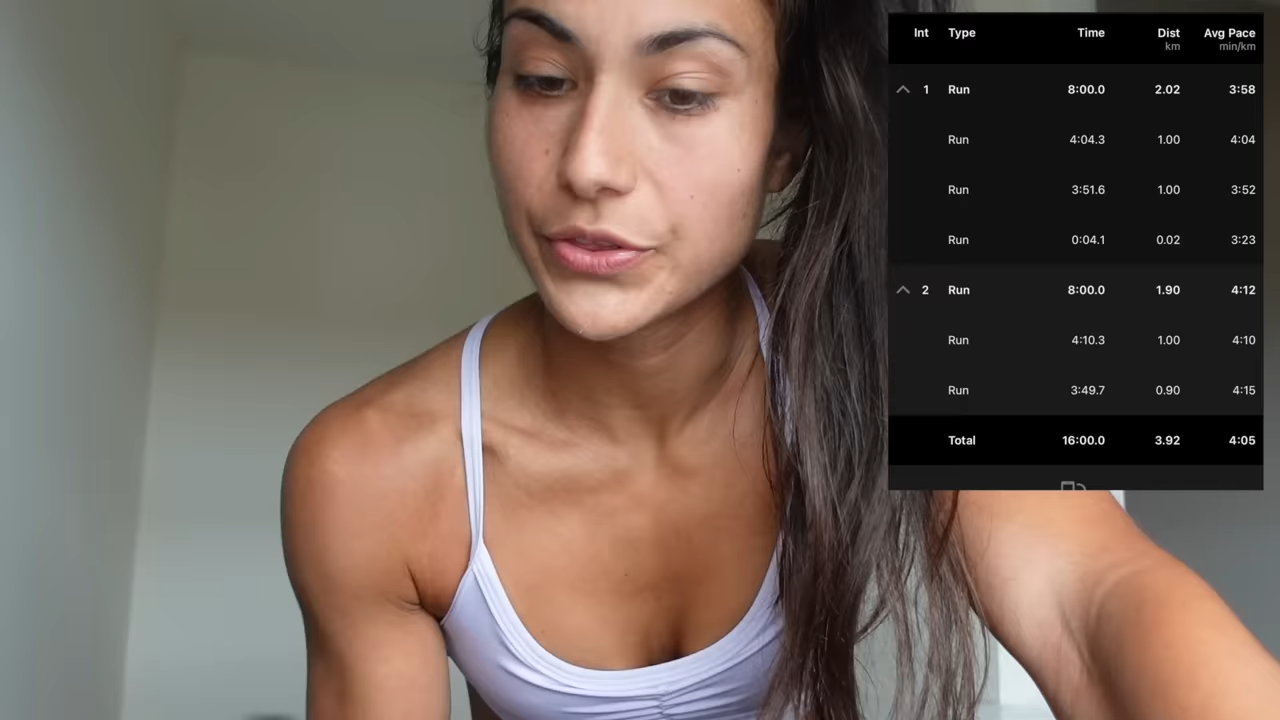 Int Type Time Dist Avg Pace
km min/km
1 Run 8:00.0 2.02 3:58
Run 4:04.3 1.00 4:04
Run 3:51.6 1.00 3:52
Run 0:04.1 0.02 3:23
2 Run 8:00.0 1.90 4:12
Run 4:10.3 1.00 4:10
Run 3:49.7 0.90 4:15
Total 16:00.0 3.92 4:05